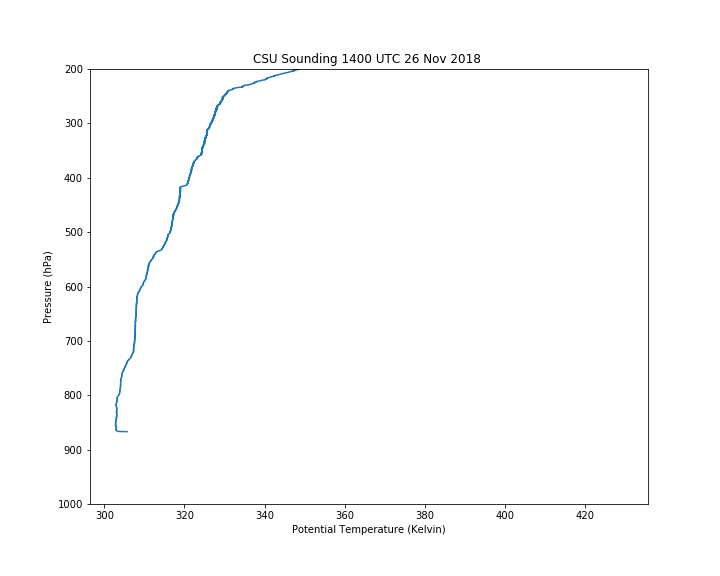 CSU Sounding 1400 UTC 26 Nov 2018
200
300
400
500
600
700
800
900
1000
Pressure (hPa)
300 320 340 360 380 400 420
Potential Temperature (Kelvin)